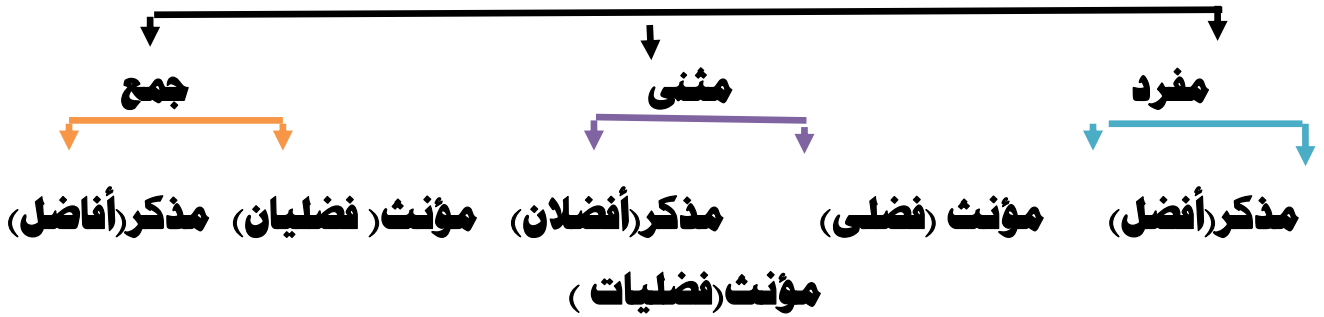 مفرد مثنى جمع
مذكر(أفضل) مؤنث (فضلى) مذكر(أفضلان) مؤنث( فضليان) مذكر(أفاضل)
مؤنث(فضليات )